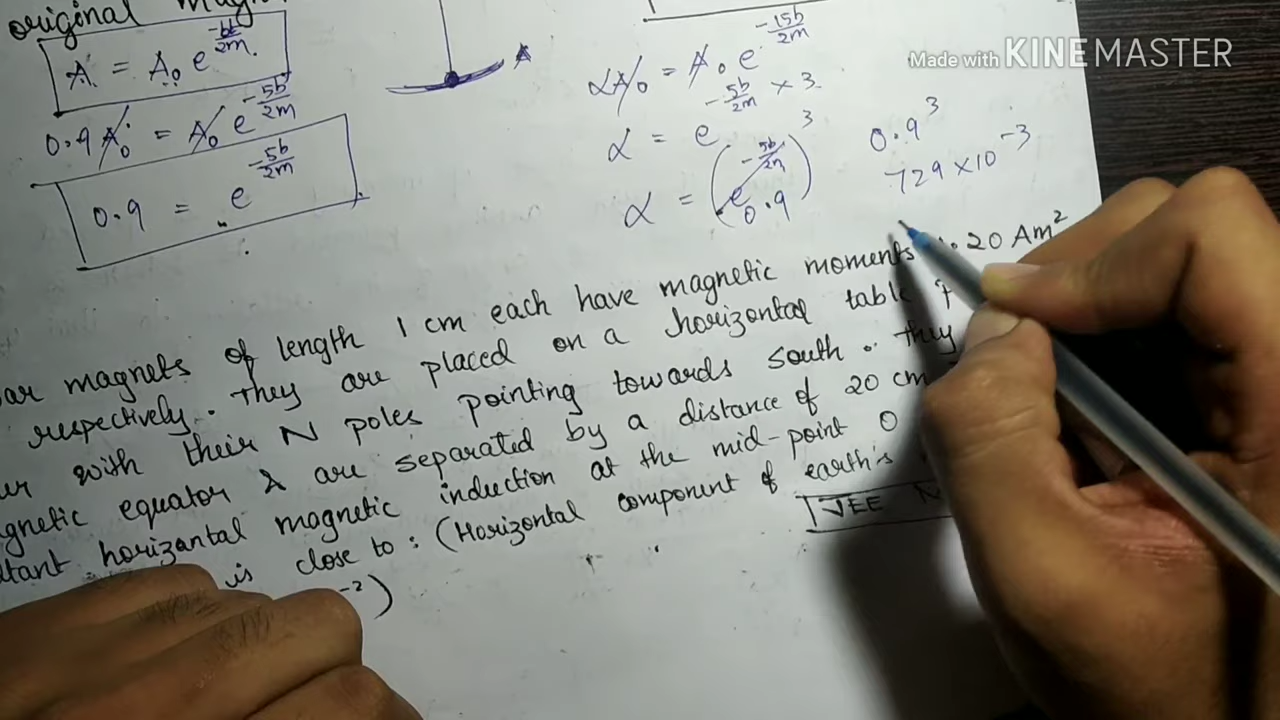 original
A = A₀ e^(-bt/2m)
0.9 A₀ = A₀ e^(-5b/2m)
0.9 = e^(-5b/2m)
A
αA₀ = A₀ e^(-15b/2m)
α = e^(-5b/2m × 3)
α = (e^(-5b/2m))³
0.9
0.9³
729 × 10⁻³
Made with KINEMASTER
magnets of length 1 cm each have magnetic moments 20 Am²
respectively. They are placed on a horizontal table
with their N poles pointing towards south. They
equator & are separated by a distance of 20 cm
horizantal magnetic induction at the mid-point O
is close to : (Horizontal component of earth's
⁻²)
JEE